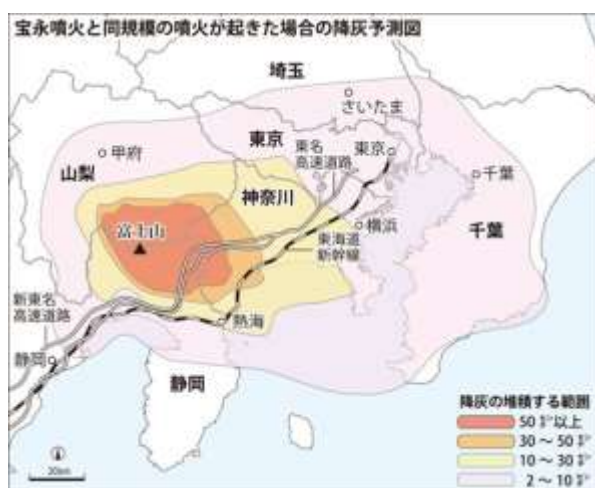 宝永噴火と同規模の噴火が起きた場合の降灰予測図
埼玉
さいたま
東京
東名
高速道路
東京
甲府
山梨
神奈川
千葉
富士山
横浜
千葉
東海道
新幹線
新東名
高速道路
熱海
静岡
静岡
降灰の堆積する範囲
50㌢以上
30～50㌢
10～30㌢
2～10㌢
20km